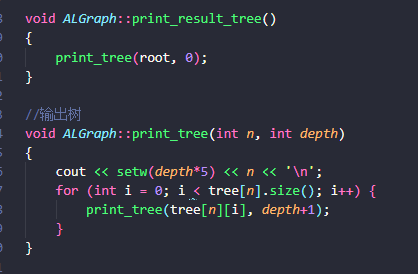 void ALGraph::print_result_tree()
{
print_tree(root, 0);
}
//输出树
void ALGraph::print_tree(int n, int depth)
{
cout << setw(depth*5) << n << '\n';
for (int i = 0; i < tree[n].size(); i++) {
print_tree(tree[n][i], depth+1);
}
}